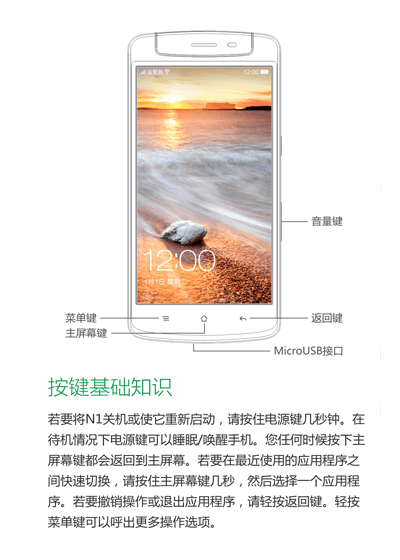 运营商 12:00
音量键
12:00
1月1日 星期三
菜单键
返回键
主屏幕键
MicroUSB接口
按键基础知识
若要将N1关机或使它重新启动，请按住电源键几秒钟。在
待机情况下电源键可以睡眠/唤醒手机。您任何时候按下主
屏幕键都会返回到主屏幕。若要在最近使用的应用程序之
间快速切换，请按住主屏幕键几秒，然后选择一个应用程
序。若要撤销操作或退出应用程序，请轻按返回键。轻按
菜单键可以呼出更多操作选项。